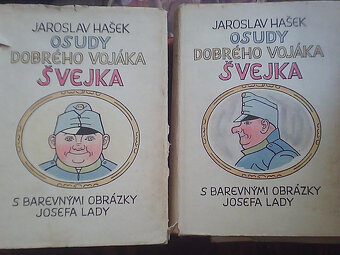 JAROSLAV HAŠEK
OSUDY
DOBRÉHO VOJÁKA
ŠVEJKA
S BAREVNÝMI OBRÁZKY
JOSEFA LADY
JAROSLAV HAŠEK
OSUDY
DOBRÉHO VOJÁKA
ŠVEJKA
S BAREVNÝMI OBRÁZKY
JOSEFA LADY